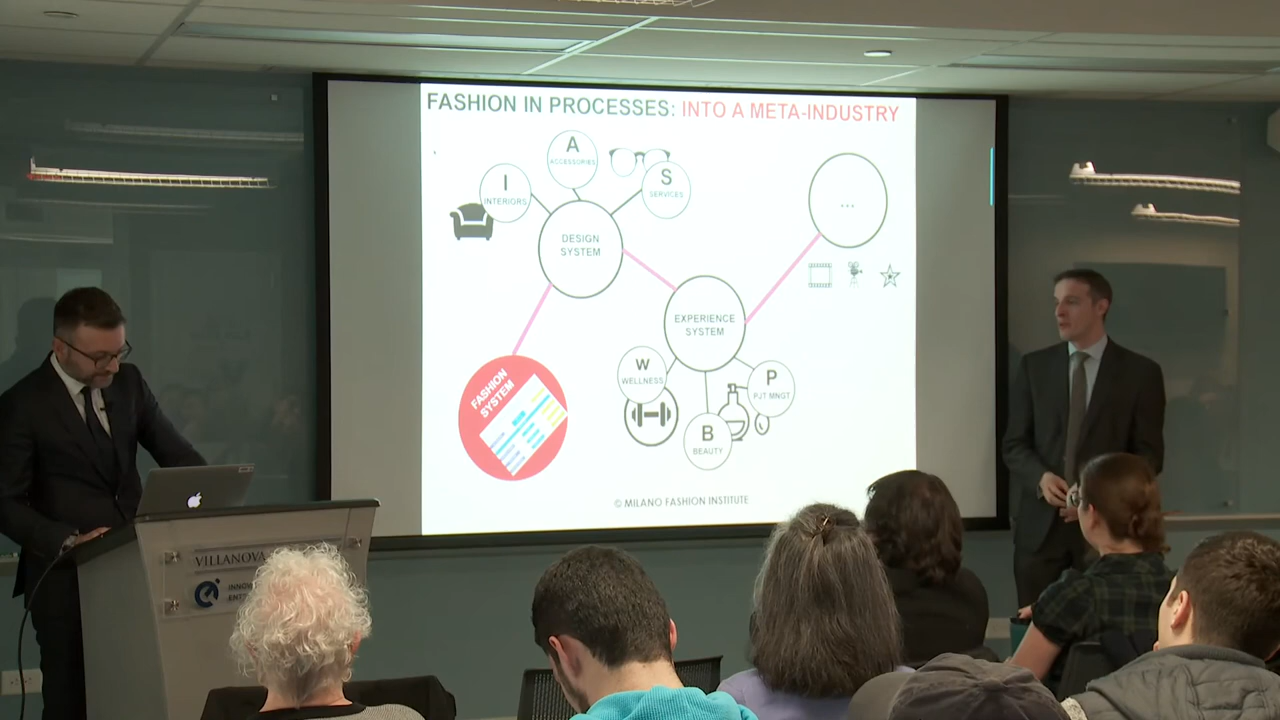 FASHION IN PROCESSES: INTO A META-INDUSTRY
A
ACCESSORIES
I
INTERIORS
S
SERVICES
DESIGN
SYSTEM
...
EXPERIENCE
SYSTEM
FASHION
SYSTEM
W
WELLNESS
P
PJT MNGT
B
BEAUTY
© MILANO FASHION INSTITUTE
VILLANOVA